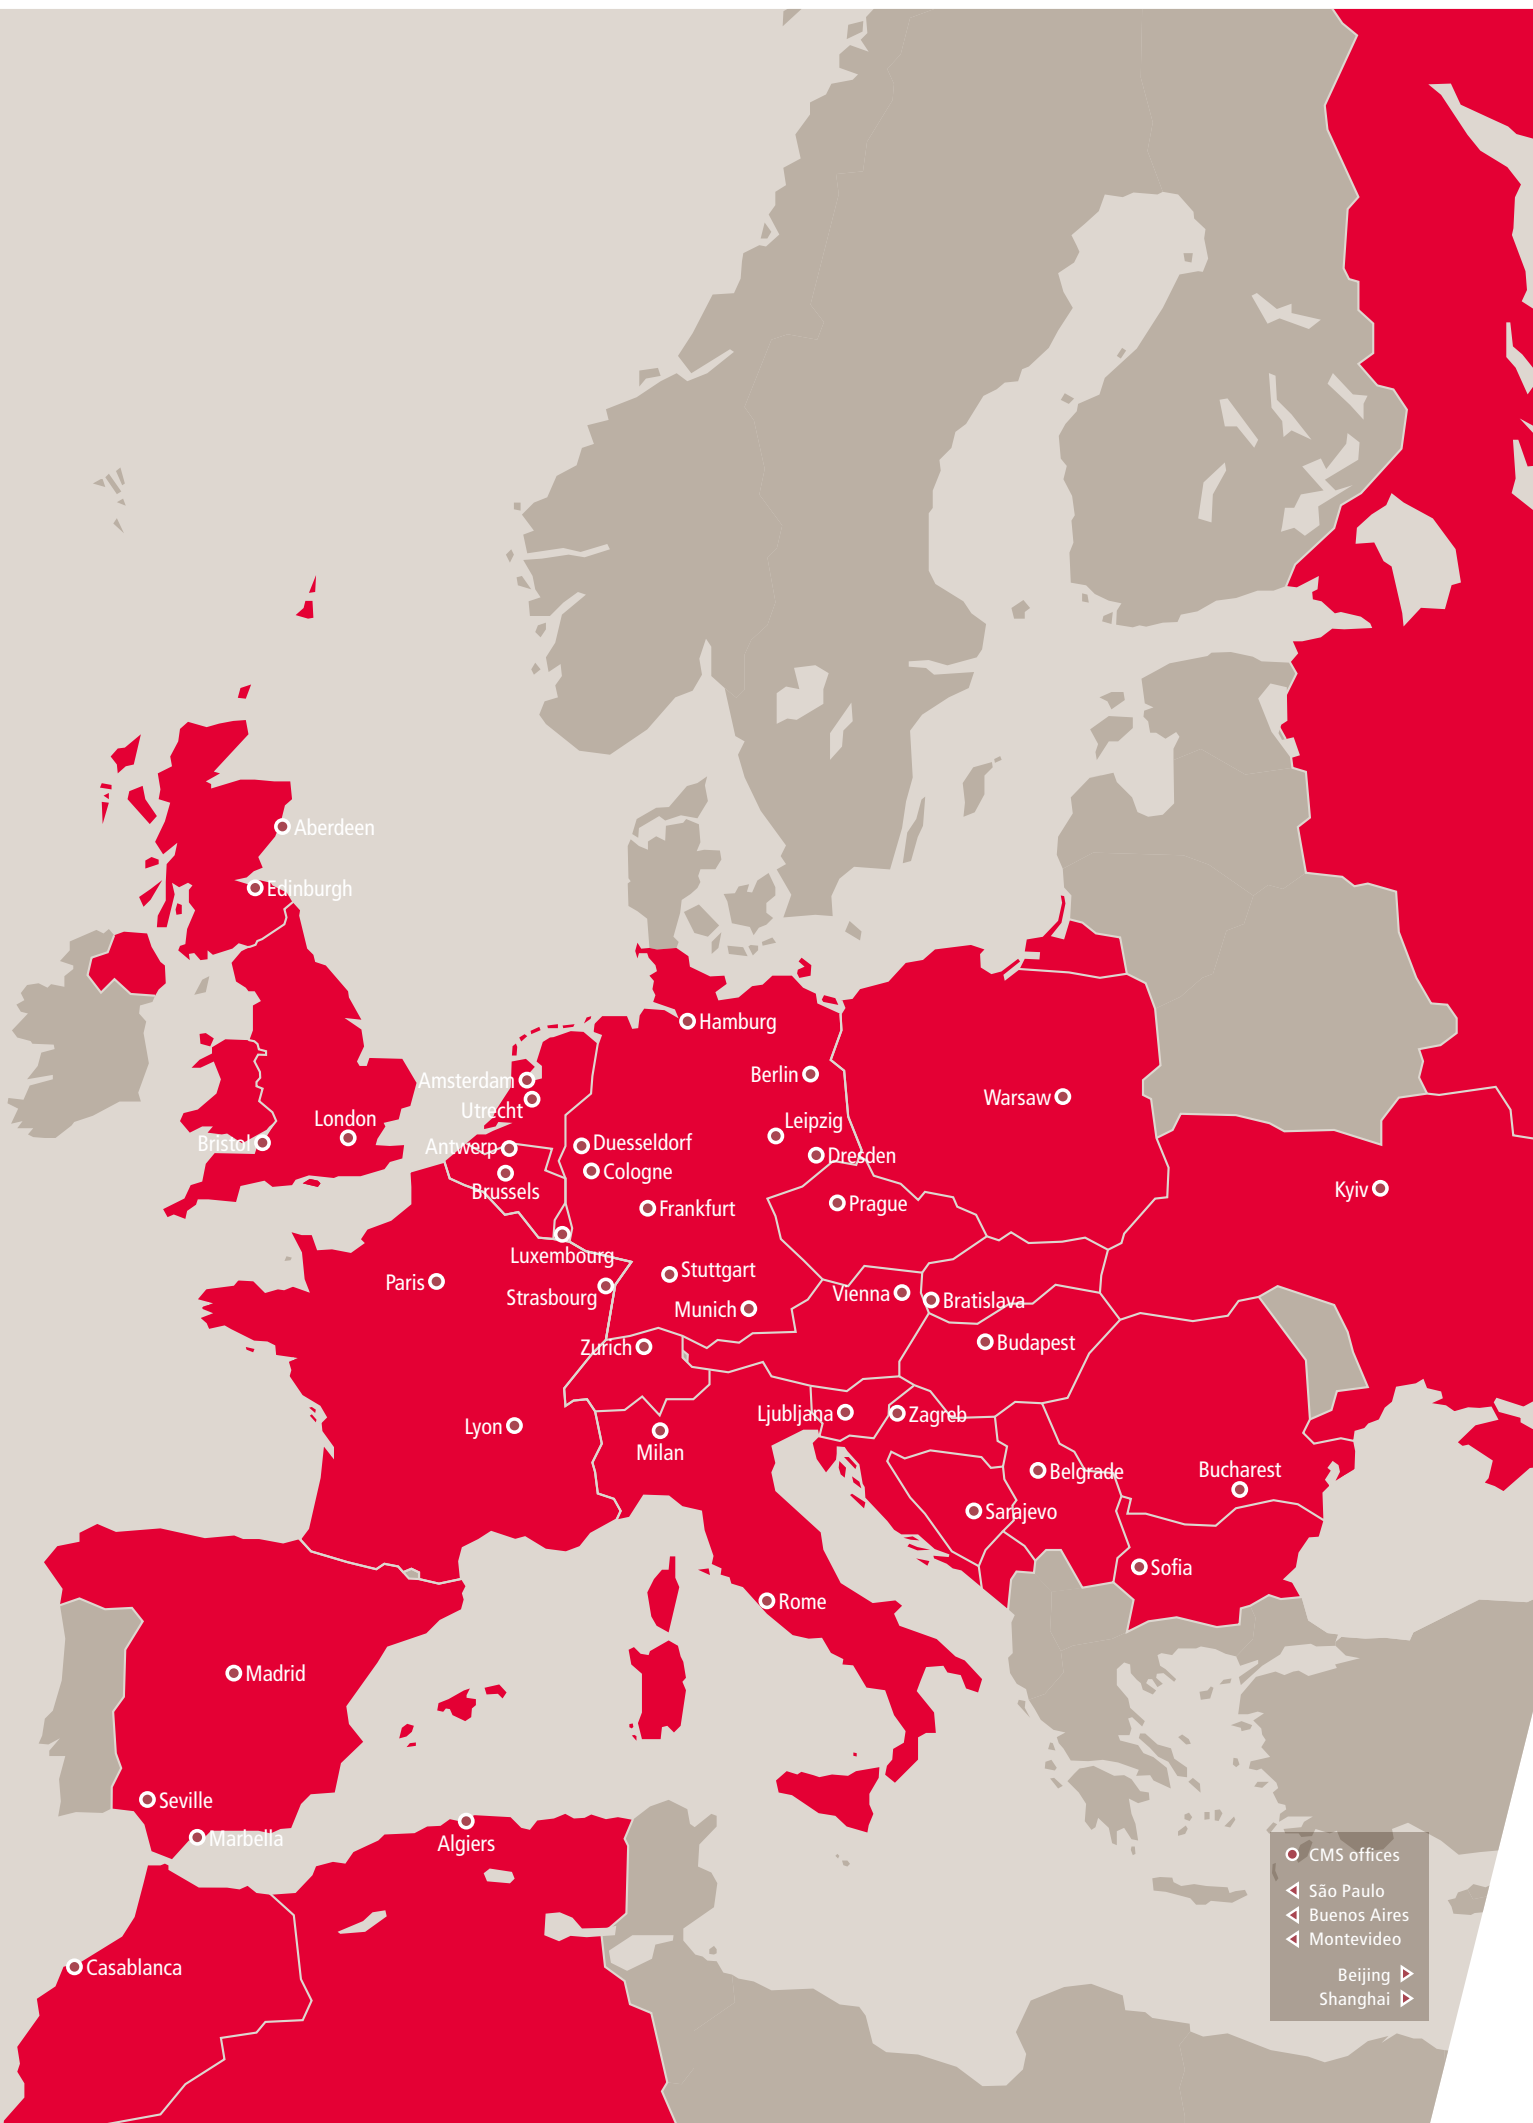 Aberdeen
Edinburgh
Hamburg
Berlin
Amsterdam
Utrecht
Warsaw
London
Leipzig
Bristol
Antwerp
Duesseldorf
Dresden
Cologne
Brussels
Kyiv
Frankfurt
Prague
Luxembourg
Paris
Stuttgart
Strasbourg
Vienna
Bratislava
Munich
Zurich
Budapest
Ljubljana
Zagreb
Lyon
Milan
Belgrade
Bucharest
Sarajevo
Sofia
Rome
Madrid
Seville
Marbella
Algiers
Casablanca
CMS offices
São Paulo
Buenos Aires
Montevideo
Beijing
Shanghai